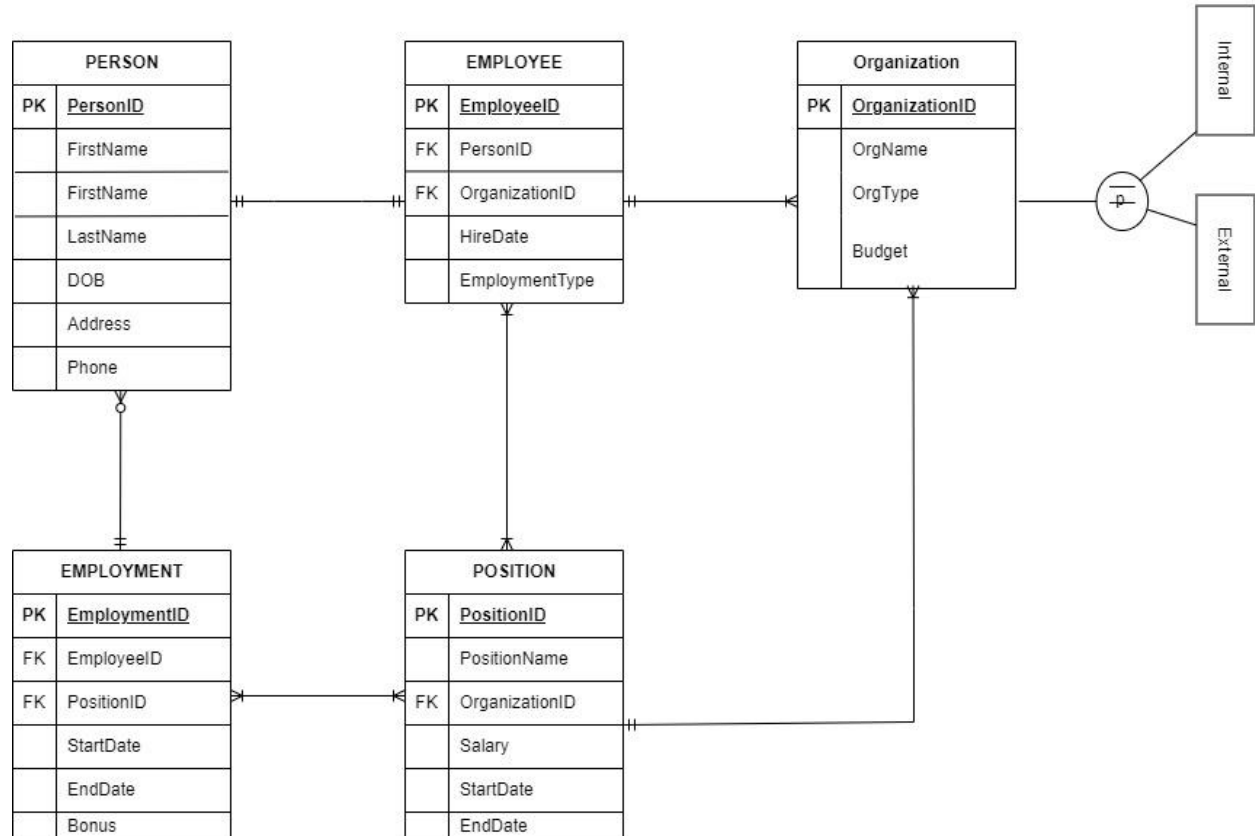 PERSON
PK PersonID
FirstName
FirstName
LastName
DOB
Address
Phone
EMPLOYEE
PK EmployeeID
FK PersonID
FK OrganizationID
HireDate
EmploymentType
Organization
PK OrganizationID
OrgName
OrgType
Budget
Internal
p
External
EMPLOYMENT
PK EmploymentID
FK EmployeeID
FK PositionID
StartDate
EndDate
Bonus
POSITION
PK PositionID
PositionName
FK OrganizationID
Salary
StartDate
EndDate